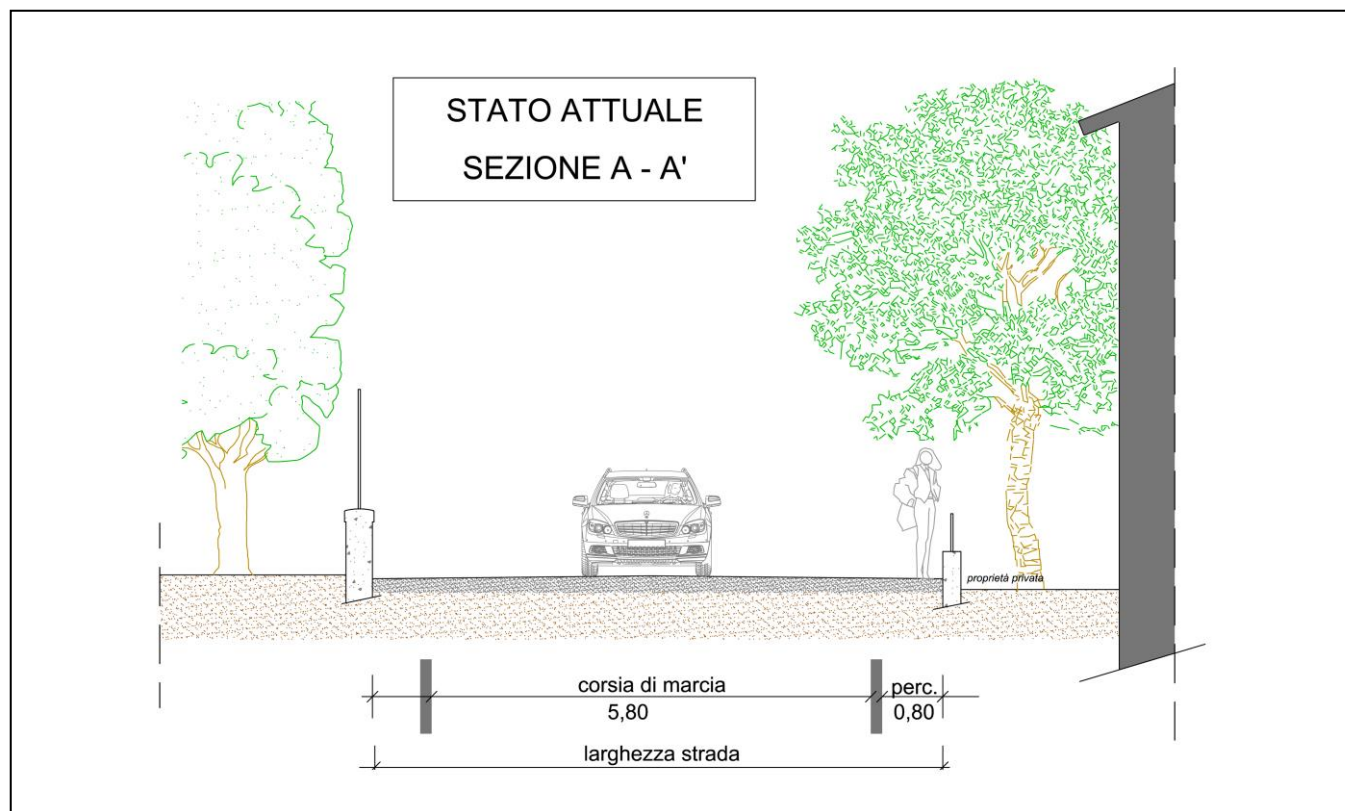 STATO ATTUALE
SEZIONE A - A'
proprietà privata
corsia di marcia
perc.
5,80
0,80
larghezza strada